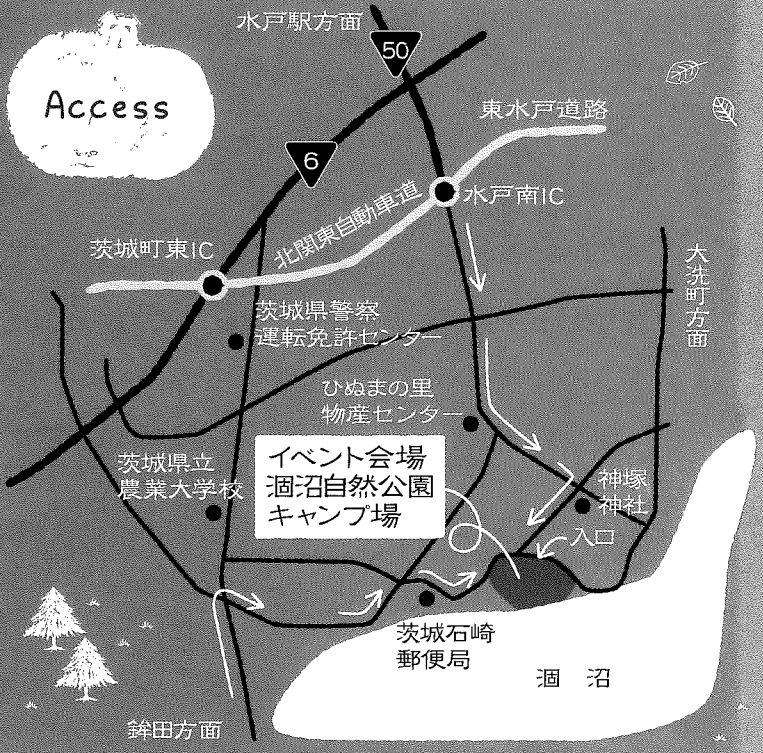 水戸駅方面
50
Access
東水戸道路
6
水戸南IC
北関東自動車道
茨城町東IC
大洗町方面
茨城県警察
運転免許センター
ひぬまの里
物産センター
茨城県立
農業大学校
イベント会場
涸沼自然公園
キャンプ場
神塚
神社
入口
茨城石崎
郵便局
涸 沼
鉾田方面